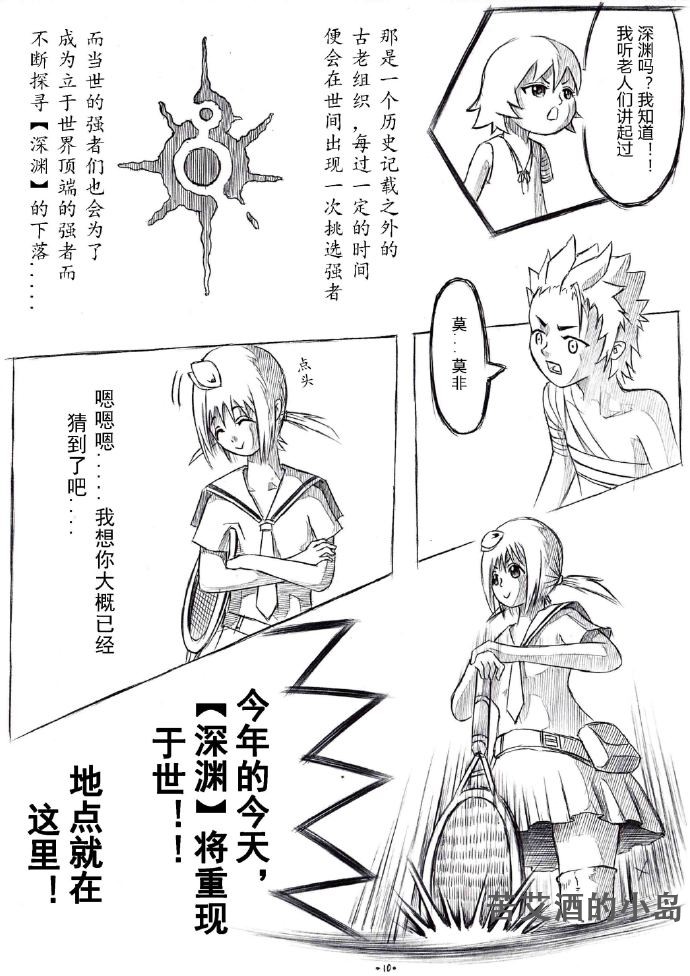 深渊吗？我知道！！
我听老人们讲起过
那是一个历史记载之外的
古老组织，每过一定的时间
便会在世间出现一次挑选强者
而当世的强者们也会为了
成为立于世界顶端的强者而
不断探寻【深渊】的下落......
莫...莫非
点头
嗯嗯嗯....我想你大概已经
猜到了吧....
今年的今天，
【深渊】将重现
于世！！
地点就在
这里！
苦艾酒的小岛
·10·